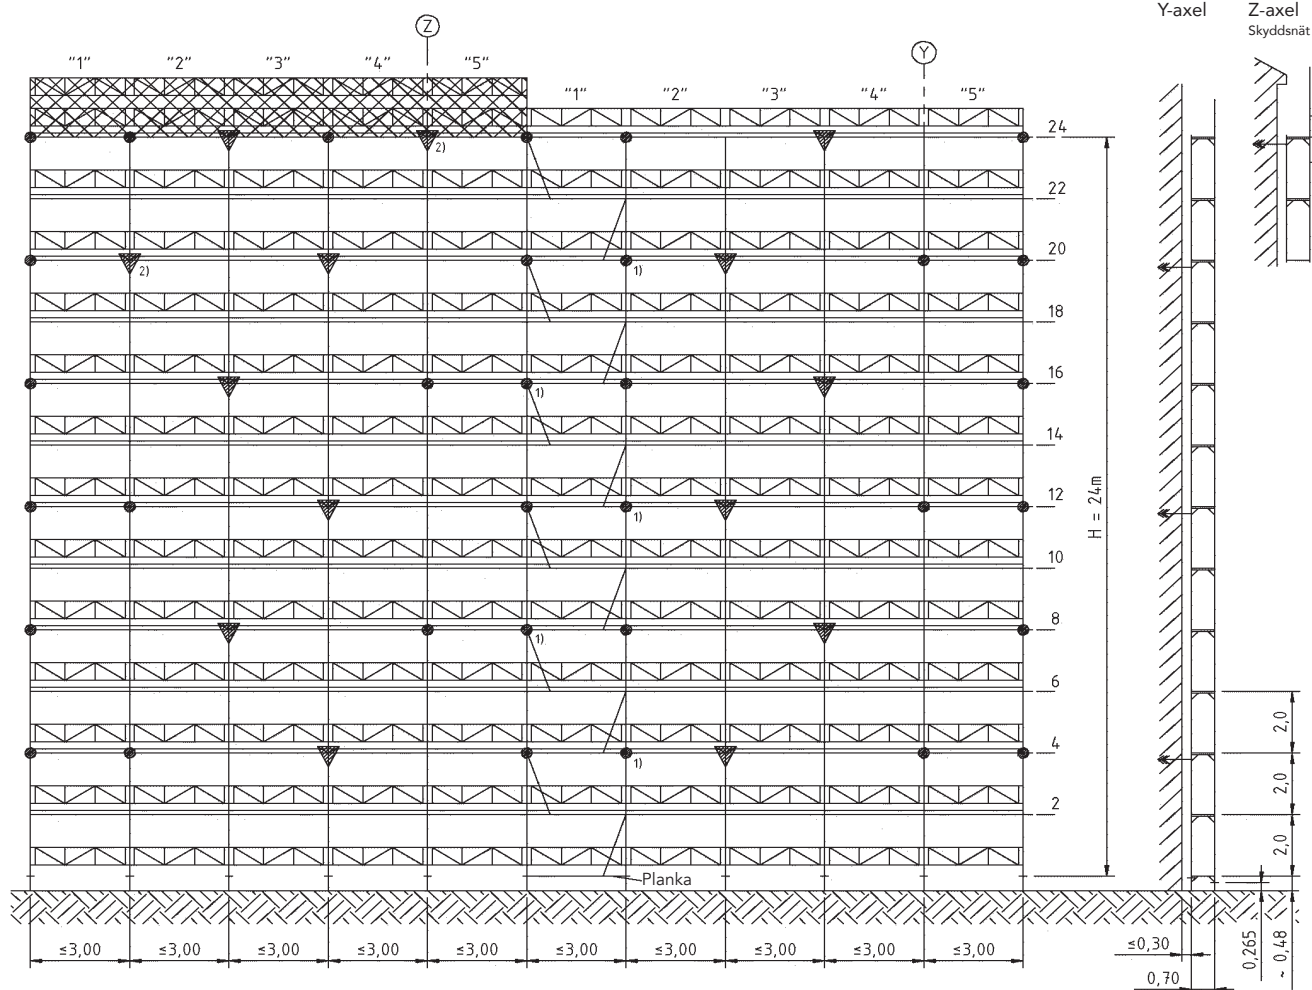 Y-axel
Z-axel
Skyddsnät
Z
Y
"1" "2" "3" "4" "5"
"1" "2" "3" "4" "5"
24
2)
22
20
2)
1)
18
16
1)
14
12
1)
10
8
1)
6
4
1)
2
H = 24m
2,0
2,0
2,0
Planka
≤3,00 ≤3,00 ≤3,00 ≤3,00 ≤3,00 ≤3,00 ≤3,00 ≤3,00 ≤3,00 ≤3,00
≤0,30
0,70
0,265
~ 0,48